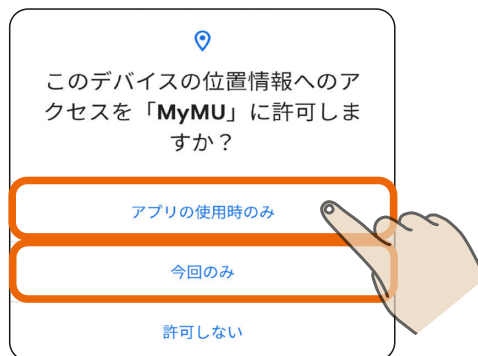 このデバイスの位置情報へのア
クセスを「MyMU」に許可しま
すか？
アプリの使用時のみ
今回のみ
許可しない